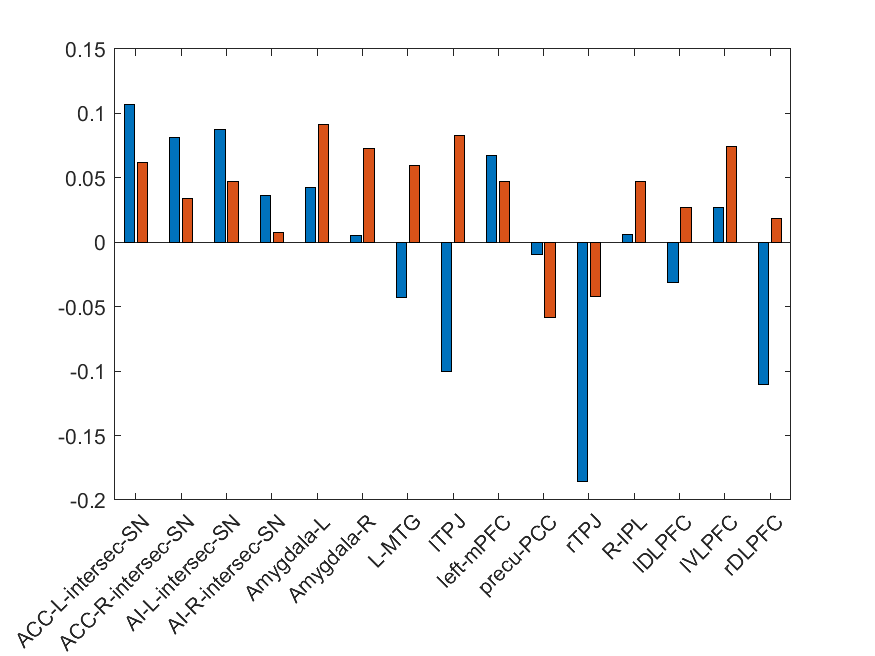 0.15
0.1
0.05
0
-0.05
-0.1
-0.15
-0.2
ACC-L-intersec-SN
ACC-R-intersec-SN
AI-L-intersec-SN
AI-R-intersec-SN
Amygdala-L
Amygdala-R
L-MTG
lTPJ
left-mPFC
precu-PCC
rTPJ
R-IPL
lDLPFC
lVLPFC
rDLPFC